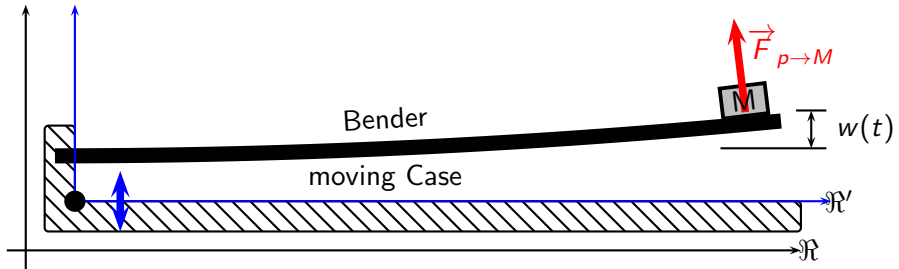 F⃗ p→M
M
Bender
w(t)
moving Case
ℜ′
ℜ